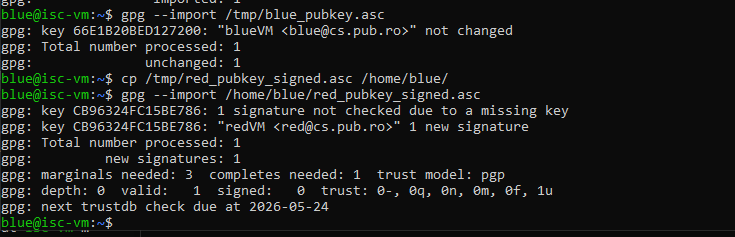 gpg: imported: 1
blue@isc-vm:~$ gpg --import /tmp/blue_pubkey.asc
gpg: key 66E1B20BED127200: "blueVM <blue@cs.pub.ro>" not changed
gpg: Total number processed: 1
gpg:              unchanged: 1
blue@isc-vm:~$ cp /tmp/red_pubkey_signed.asc /home/blue/
blue@isc-vm:~$ gpg --import /home/blue/red_pubkey_signed.asc
gpg: key CB96324FC15BE786: 1 signature not checked due to a missing key
gpg: key CB96324FC15BE786: "redVM <red@cs.pub.ro>" 1 new signature
gpg: Total number processed: 1
gpg:         new signatures: 1
gpg: marginals needed: 3  completes needed: 1  trust model: pgp
gpg: depth: 0  valid:   1  signed:   0  trust: 0-, 0q, 0n, 0m, 0f, 1u
gpg: next trustdb check due at 2026-05-24
blue@isc-vm:~$